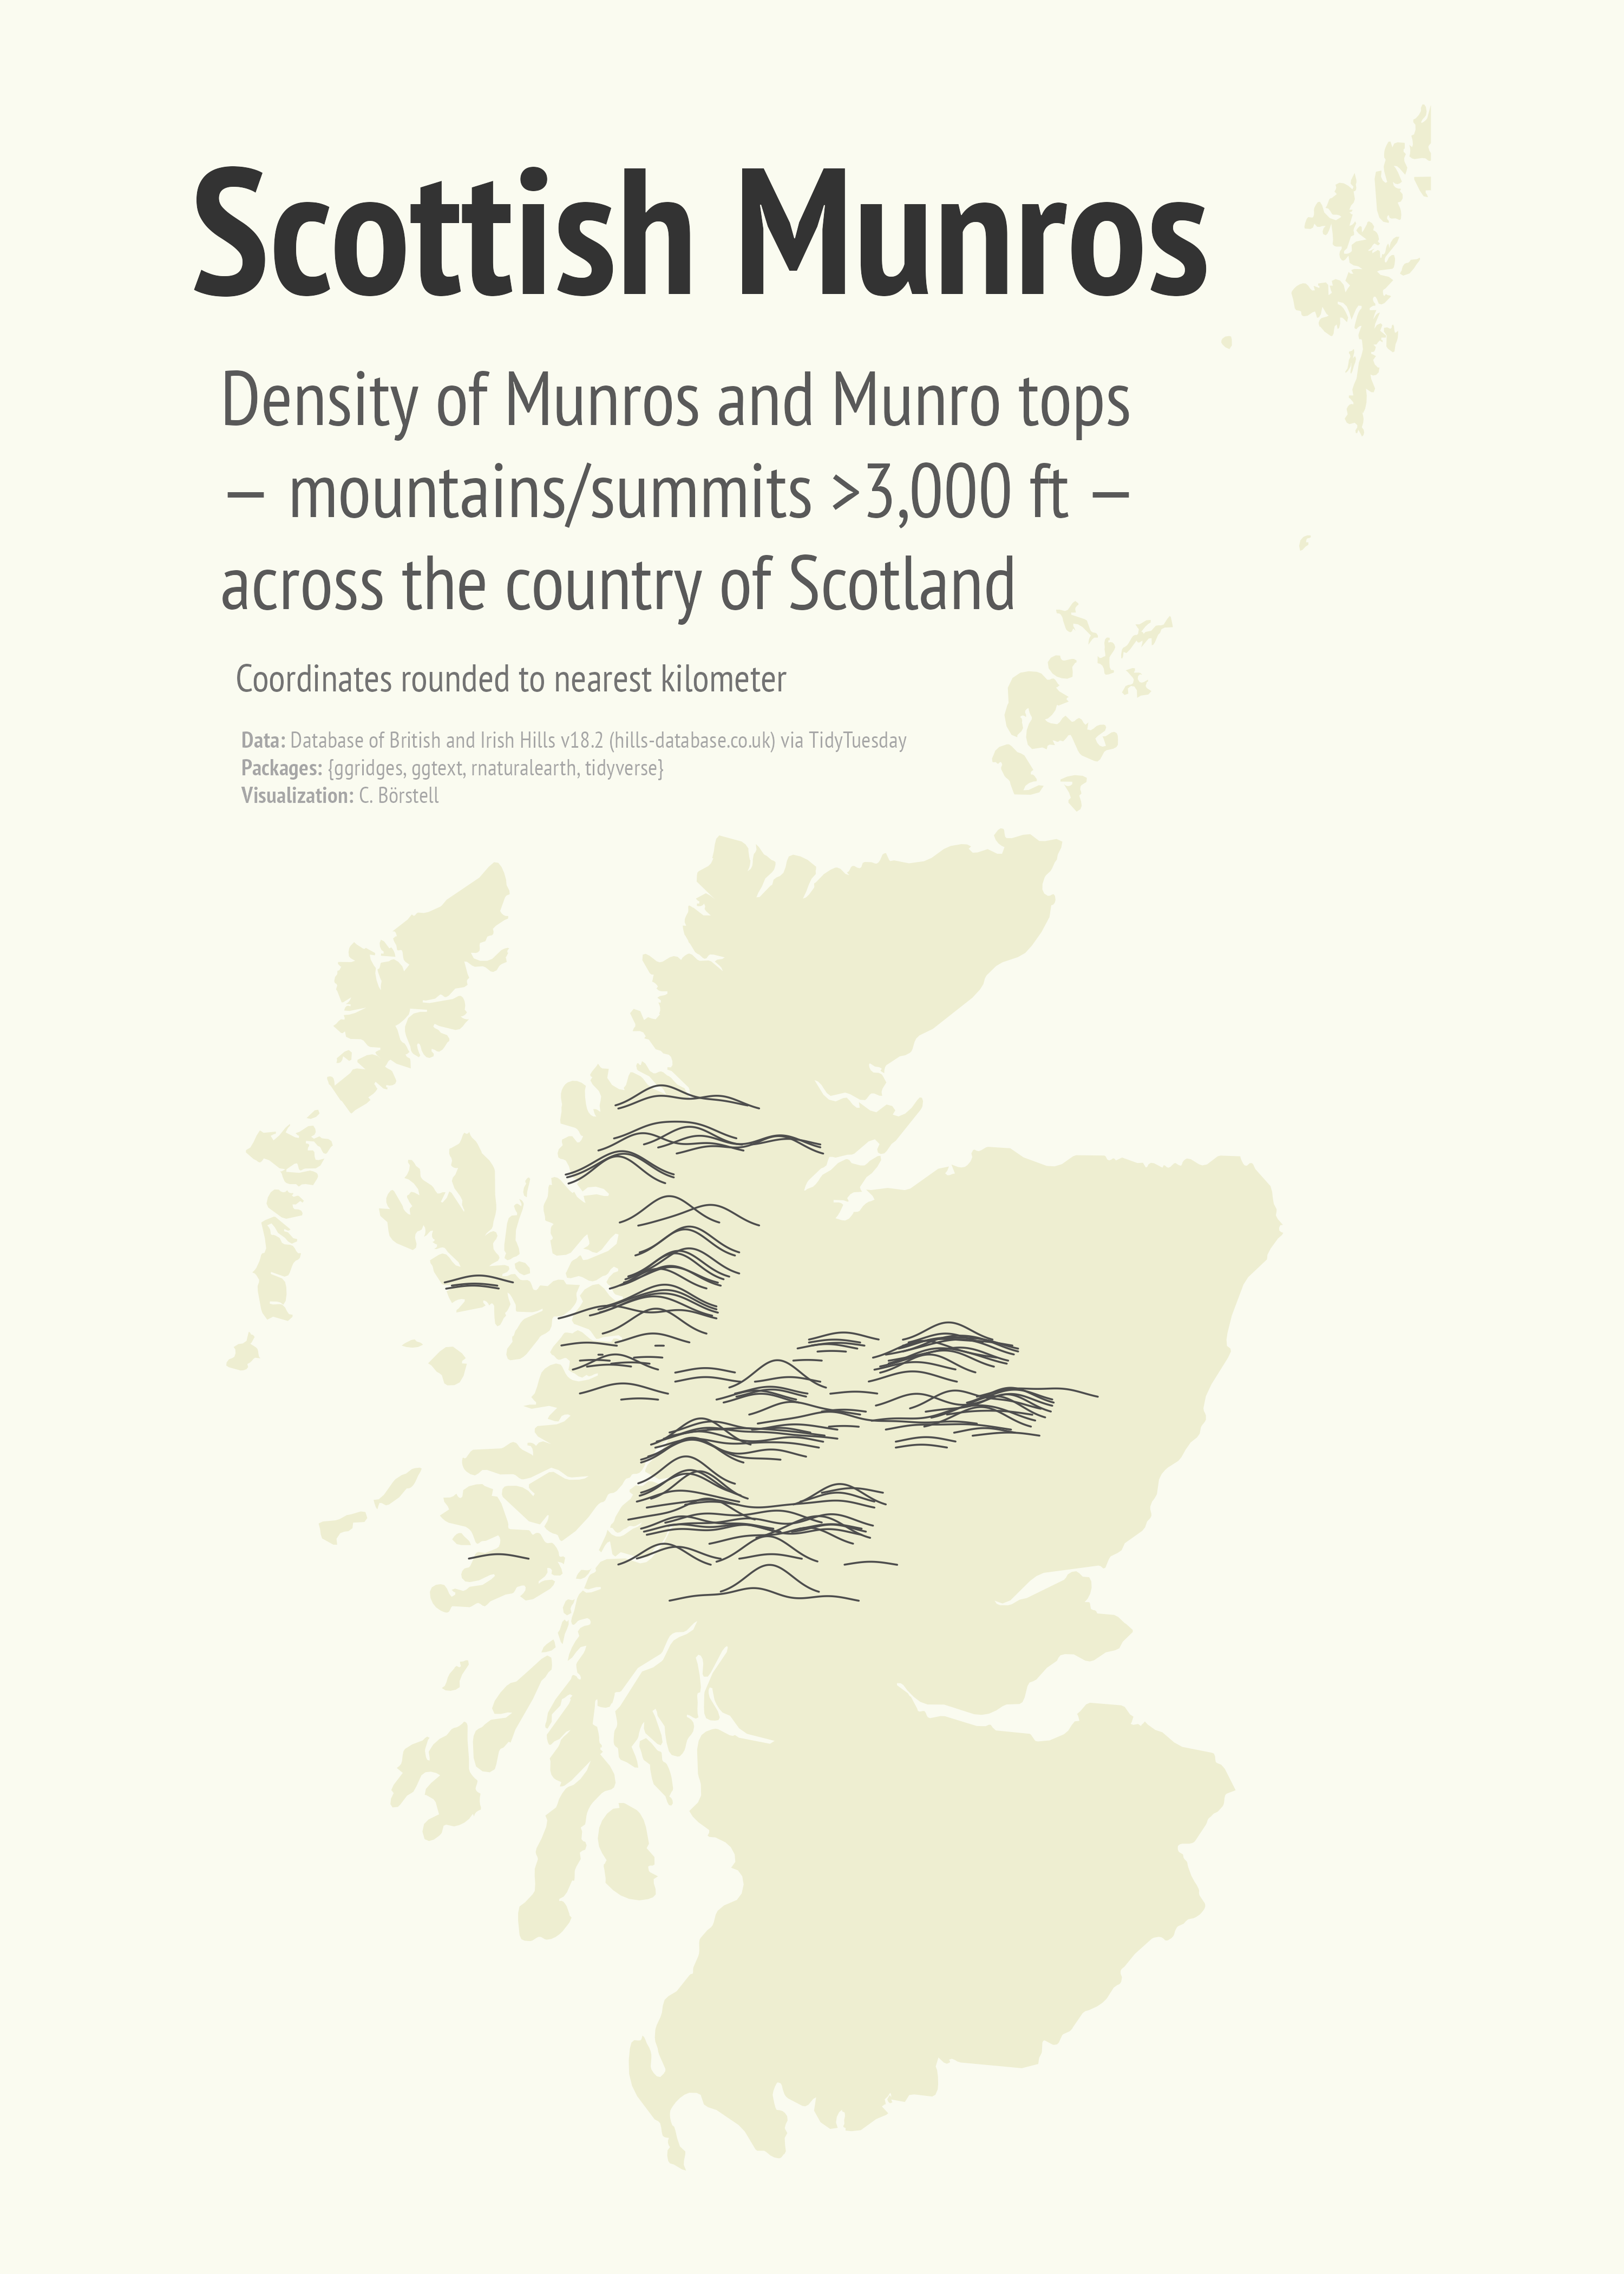 Scottish Munros
Density of Munros and Munro tops
— mountains/summits >3,000 ft —
across the country of Scotland
Coordinates rounded to nearest kilometer
Data: Database of British and Irish Hills v18.2 (hills-database.co.uk) via TidyTuesday
Packages: {ggridges, ggtext, rnaturalearth, tidyverse}
Visualization: C. Börstell